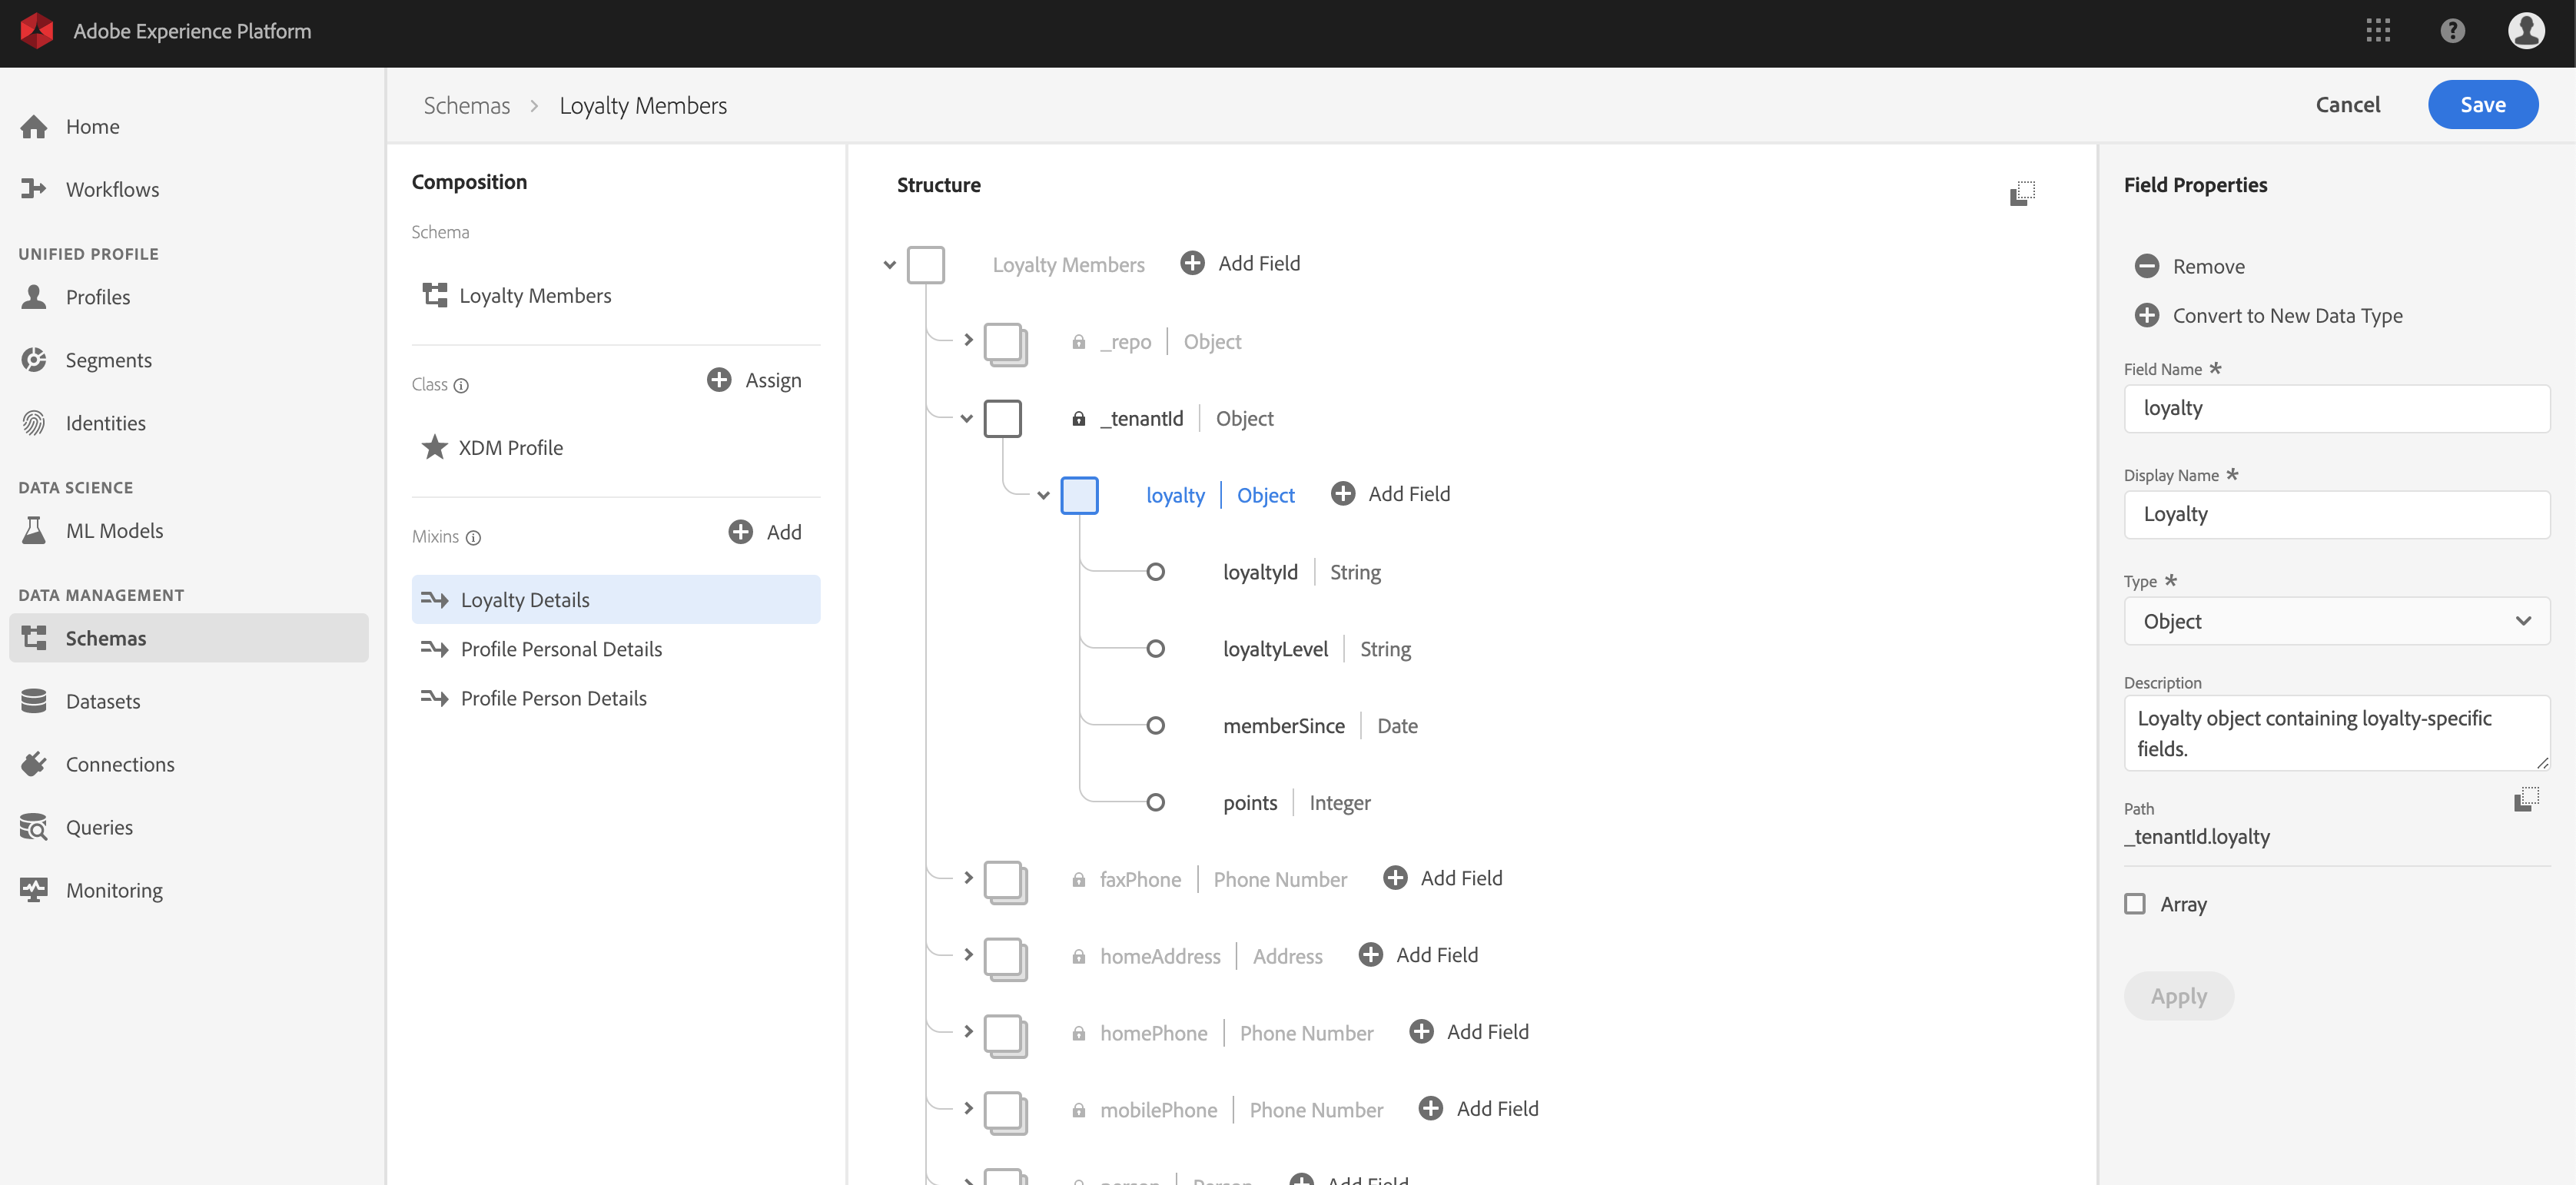 Adobe Experience Platform
Home
Workflows
UNIFIED PROFILE
Profiles
Segments
Identities
DATA SCIENCE
ML Models
DATA MANAGEMENT
Schemas
Datasets
Connections
Queries
Monitoring
Schemas > Loyalty Members
Cancel
Save
Composition
Schema
Loyalty Members
Class
Assign
XDM Profile
Mixins
Add
Loyalty Details
Profile Personal Details
Profile Person Details
Structure
Loyalty Members Add Field
_repo | Object
_tenantId | Object
loyalty | Object Add Field
loyaltyId | String
loyaltyLevel | String
memberSince | Date
points | Integer
faxPhone | Phone Number Add Field
homeAddress | Address Add Field
homePhone | Phone Number Add Field
mobilePhone | Phone Number Add Field
person | Person Add Field
Field Properties
Remove
Convert to New Data Type
Field Name *
loyalty
Display Name *
Loyalty
Type *
Object
Description
Loyalty object containing loyalty-specific
fields.
Path
_tenantId.loyalty
Array
Apply